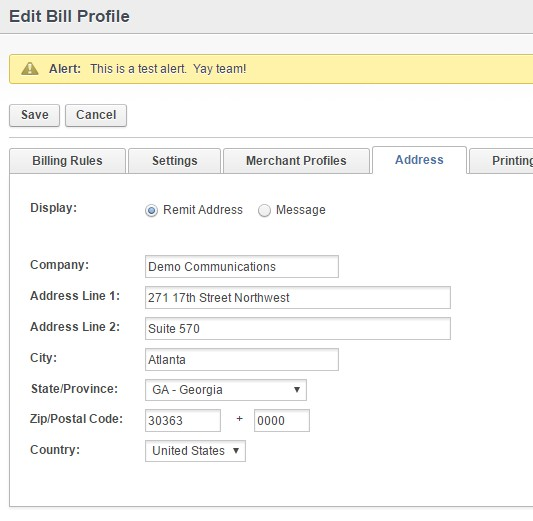 Edit Bill Profile
Alert: This is a test alert. Yay team!
Save Cancel
Billing Rules Settings Merchant Profiles Address Printing
Display: Remit Address Message
Company: Demo Communications
Address Line 1: 271 17th Street Northwest
Address Line 2: Suite 570
City: Atlanta
State/Province: GA - Georgia
Zip/Postal Code: 30363 + 0000
Country: United States